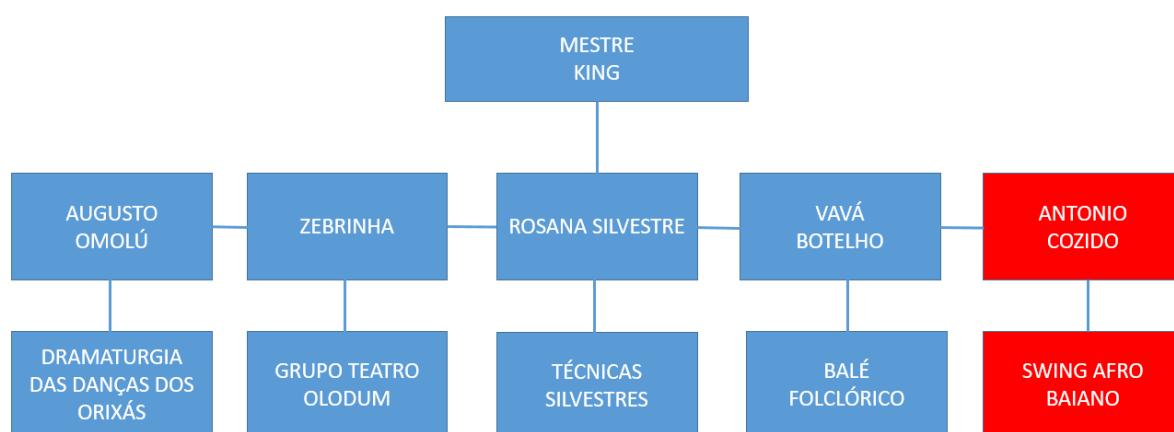 MESTRE
KING
AUGUSTO
OMOLÚ
ZEBRINHA
ROSANA SILVESTRE
VAVÁ
BOTELHO
ANTONIO
COZIDO
DRAMATURGIA
DAS DANÇAS DOS
ORIXÁS
GRUPO TEATRO
OLODUM
TÉCNICAS
SILVESTRES
BALÉ
FOLCLÓRICO
SWING AFRO
BAIANO